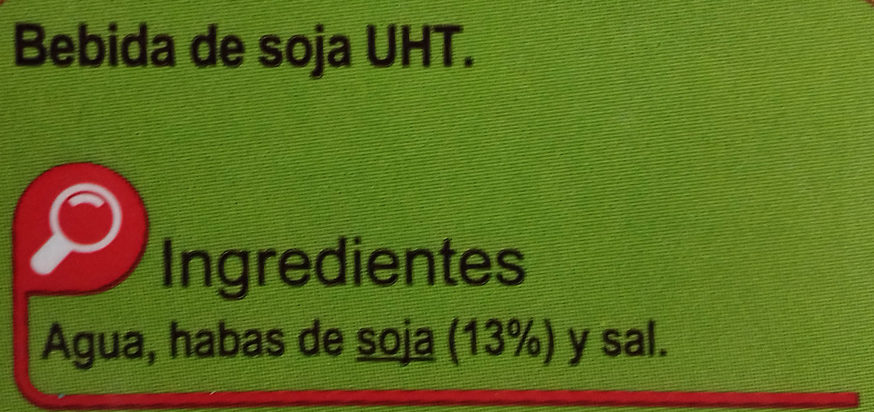 Bebida de soja UHT.
Ingredientes
Agua, habas de soja (13%) y sal.